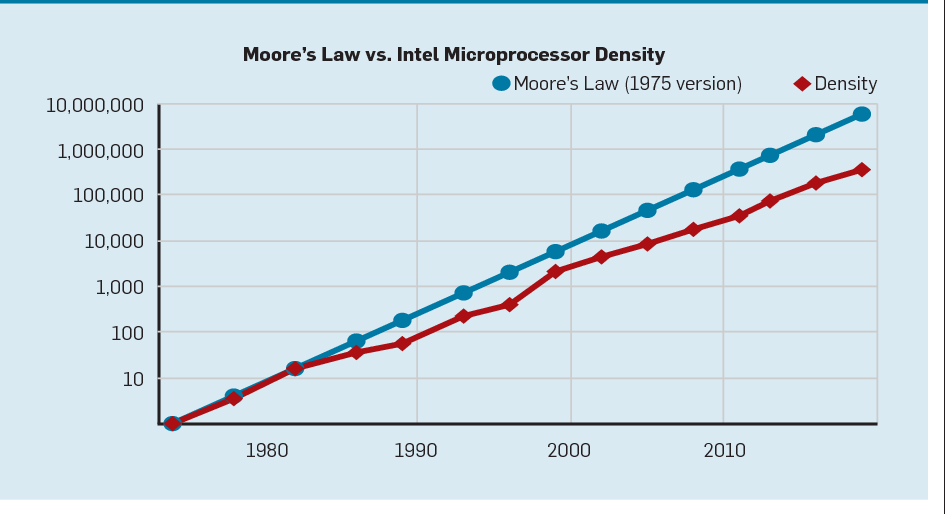 Moore’s Law vs. Intel Microprocessor Density
Moore’s Law (1975 version) Density
10,000,000
1,000,000
100,000
10,000
1,000
100
10
1980 1990 2000 2010